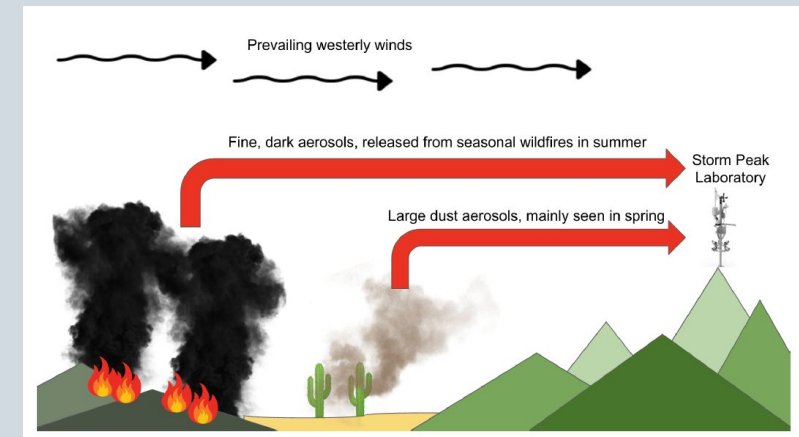 Prevailing westerly winds
Fine, dark aerosols, released from seasonal wildfires in summer
Storm Peak
Laboratory
Large dust aerosols, mainly seen in spring